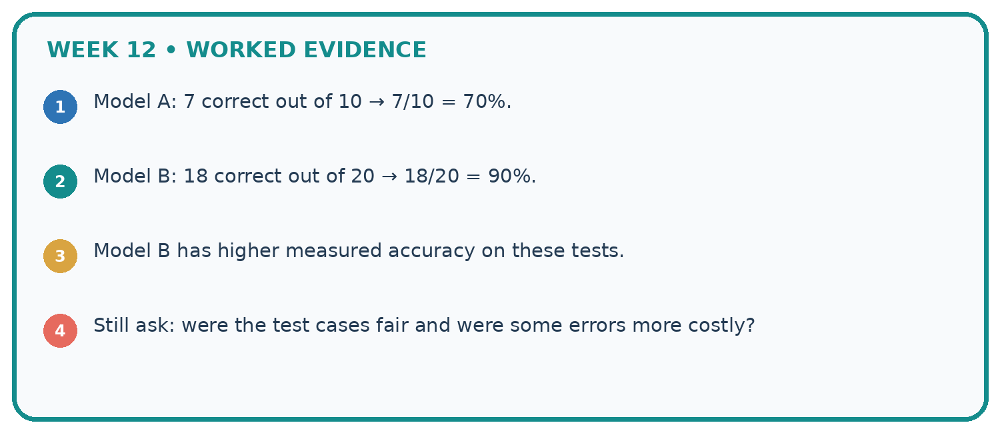 WEEK 12 • WORKED EVIDENCE
1 Model A: 7 correct out of 10 → 7/10 = 70%.
2 Model B: 18 correct out of 20 → 18/20 = 90%.
3 Model B has higher measured accuracy on these tests.
4 Still ask: were the test cases fair and were some errors more costly?